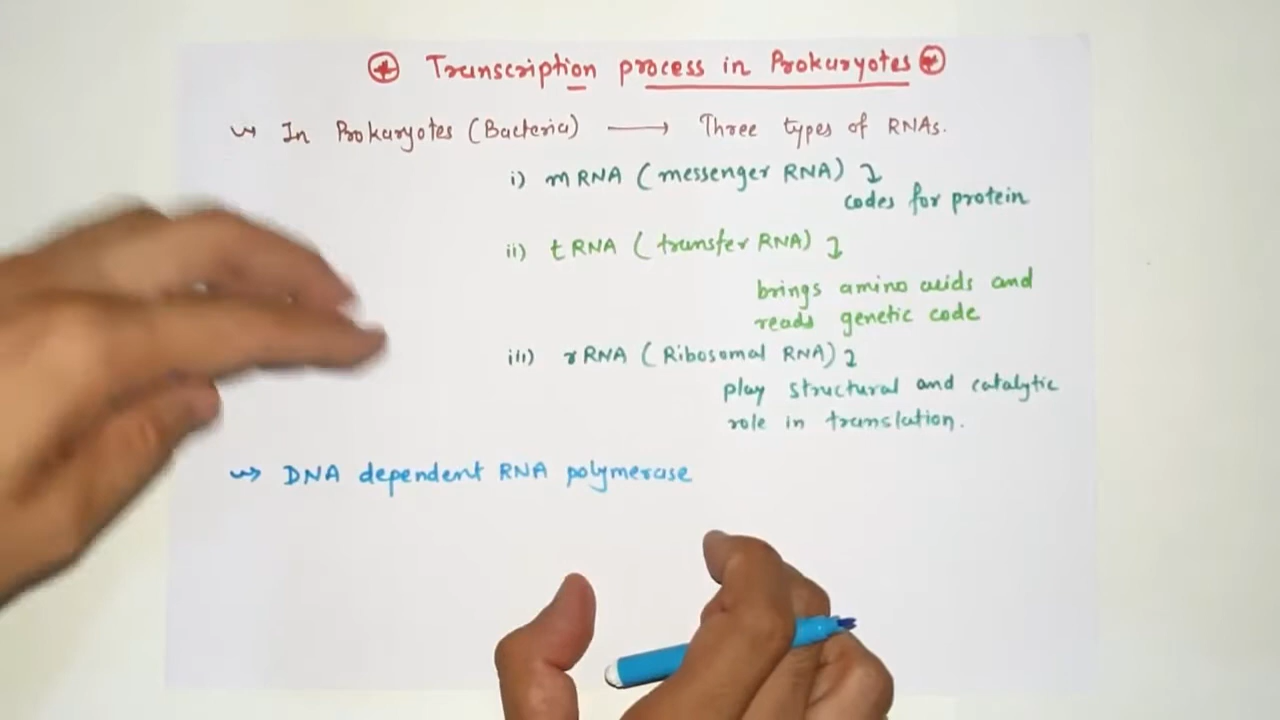 Transcription process in Prokaryotes
In Prokaryotes (Bacteria) → Three types of RNAs.
i) mRNA (messenger RNA)
codes for protein
ii) tRNA (transfer RNA)
brings amino acids and
reads genetic code
iii) rRNA (Ribosomal RNA)
play structural and catalytic
role in translation.
DNA dependent RNA polymerase